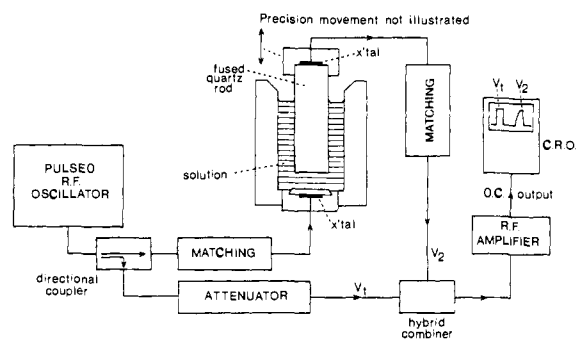 Precision movement not illustrated
x'tal
fused
quartz
rod
MATCHING
V1
V2
C.R.O.
PULSED
R.F.
OSCILLATOR
solution
x'tal
O.C. output
R.F.
AMPLIFIER
V2
MATCHING
directional
coupler
ATTENUATOR
V1
hybrid
combiner